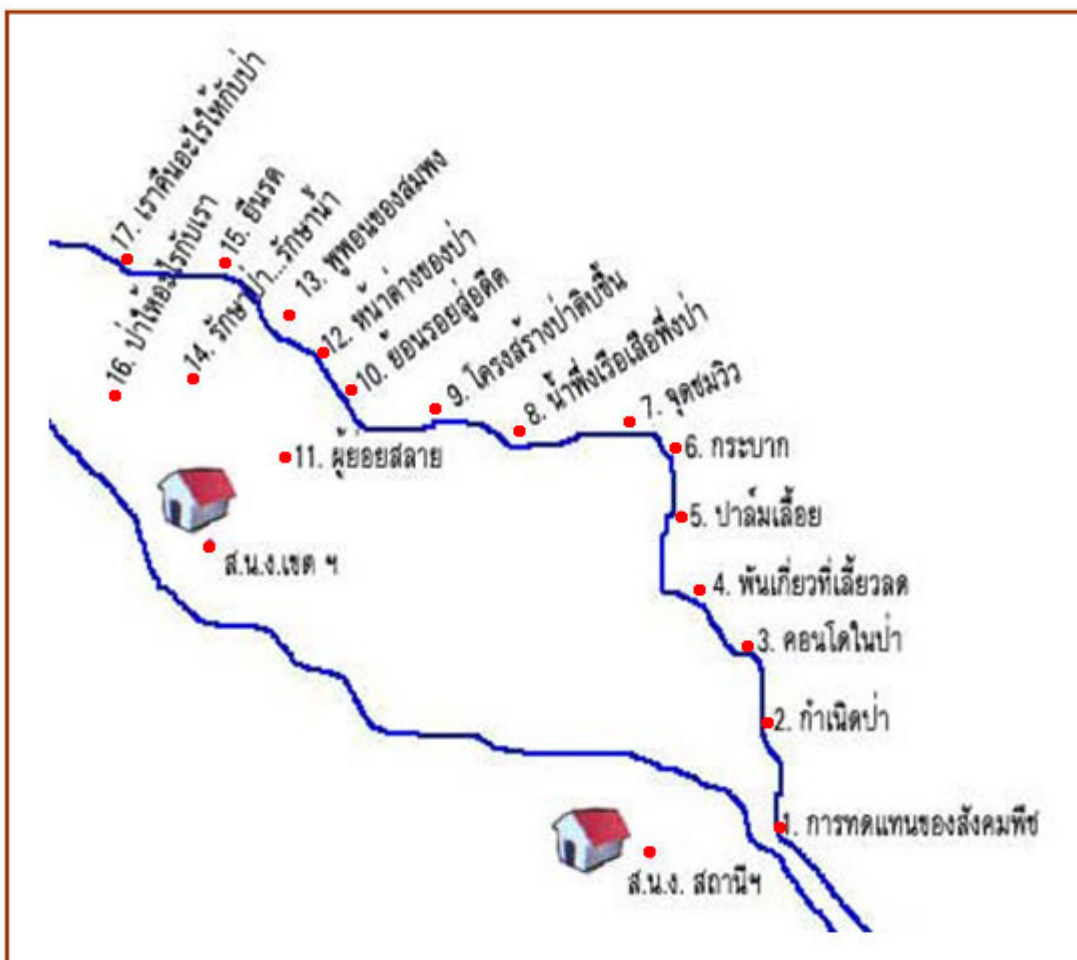 17. เราคืนอะไรให้กับป่า
16. ป่าให้อะไรกับเรา
15. ยืนรด
14. รักษาป่า...รักษาน้ำ
13. พูพอนของสมพง
12. หน้าต่างของป่า
10. ย้อนรอยสู่อดีต
9. โครงสร้างป่าดิบชื้น
8. น้ำพึ่งเรือเสือพึ่งป่า
7. จุดชมวิว
6. กระบาก
11. ผู้ย่อยสลาย
5. ปาล์มเลื้อย
ส.น.ง.เขต ฯ
4. พันเกี่ยวที่เลี้ยวลด
3. คอนโดในป่า
2. กำเนิดป่า
1. การทดแทนของสังคมพืช
ส.น.ง. สถานีฯ